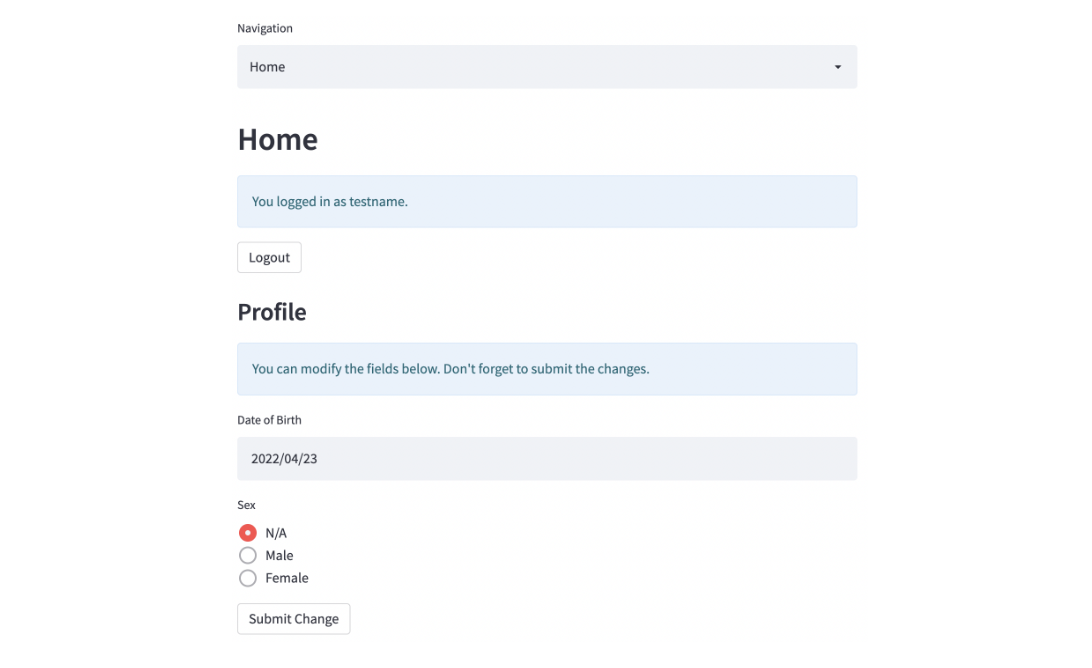 Navigation
Home
Home
You logged in as testname.
Logout
Profile
You can modify the fields below. Don't forget to submit the changes.
Date of Birth
2022/04/23
Sex
N/A
Male
Female
Submit Change